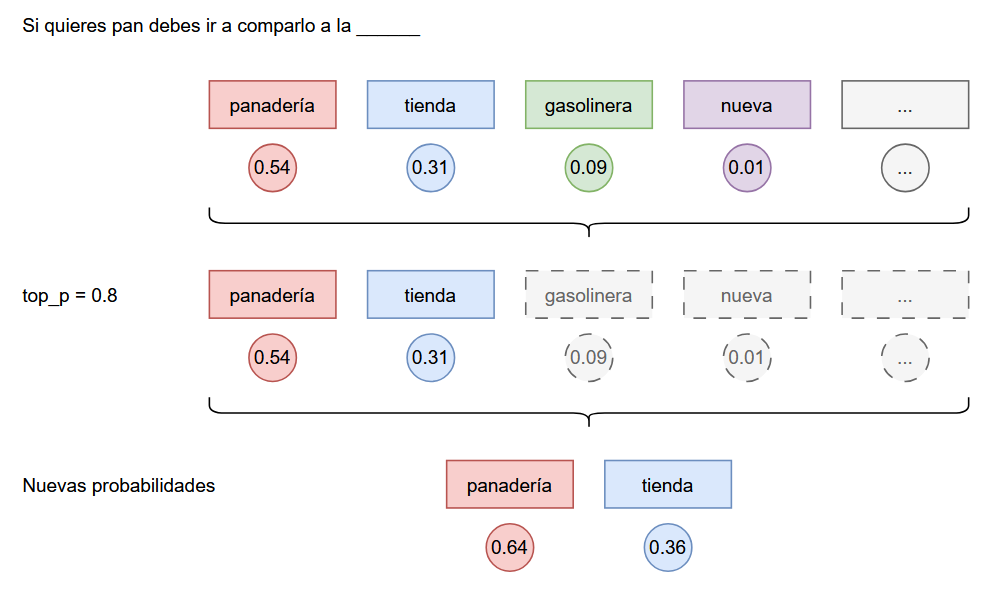 Si quieres pan debes ir a comparlo a la ______
panadería tienda gasolinera nueva ...
0.54 0.31 0.09 0.01 ...
top_p = 0.8 panadería tienda gasolinera nueva ...
0.54 0.31 0.09 0.01 ...
Nuevas probabilidades panadería tienda
0.64 0.36